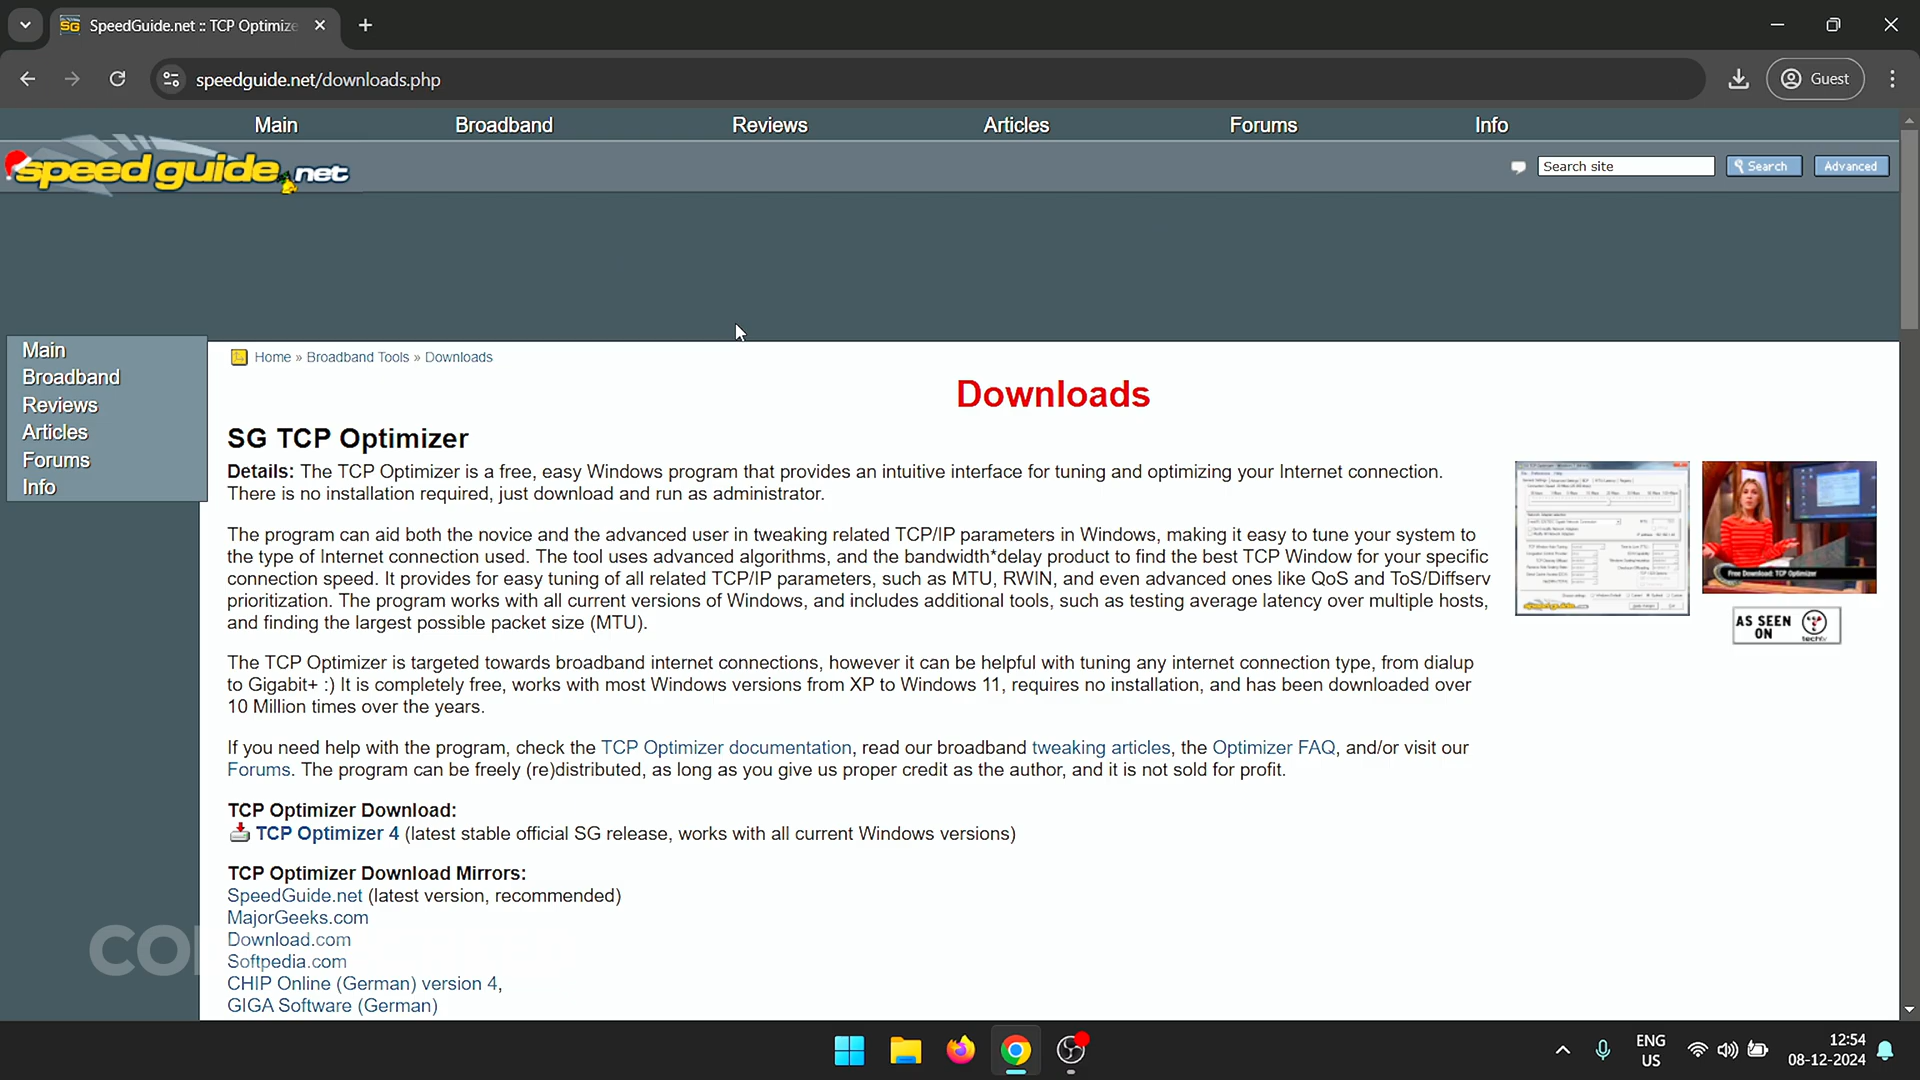 SG SpeedGuide.net :: TCP Optimize
speedguide.net/downloads.php
Guest
Main Broadband Reviews Articles Forums Info
speed guide.net
Search site
Search
Advanced
Main
Broadband
Reviews
Articles
Forums
Info
Home » Broadband Tools » Downloads
Downloads
SG TCP Optimizer
Details: The TCP Optimizer is a free, easy Windows program that provides an intuitive interface for tuning and optimizing your Internet connection.
There is no installation required, just download and run as administrator.
The program can aid both the novice and the advanced user in tweaking related TCP/IP parameters in Windows, making it easy to tune your system to
the type of Internet connection used. The tool uses advanced algorithms, and the bandwidth*delay product to find the best TCP Window for your specific
connection speed. It provides for easy tuning of all related TCP/IP parameters, such as MTU, RWIN, and even advanced ones like QoS and ToS/Diffserv
prioritization. The program works with all current versions of Windows, and includes additional tools, such as testing average latency over multiple hosts,
and finding the largest possible packet size (MTU).
The TCP Optimizer is targeted towards broadband internet connections, however it can be helpful with tuning any internet connection type, from dialup
to Gigabit+ :) It is completely free, works with most Windows versions from XP to Windows 11, requires no installation, and has been downloaded over
10 Million times over the years.
If you need help with the program, check the TCP Optimizer documentation, read our broadband tweaking articles, the Optimizer FAQ, and/or visit our
Forums. The program can be freely (re)distributed, as long as you give us proper credit as the author, and it is not sold for profit.
TCP Optimizer Download:
TCP Optimizer 4 (latest stable official SG release, works with all current Windows versions)
TCP Optimizer Download Mirrors:
SpeedGuide.net (latest version, recommended)
MajorGeeks.com
Download.com
Softpedia.com
CHIP Online (German) version 4,
GIGA Software (German)
Free Download: TCP Optimizer
AS SEEN
ON
techtv
CO
ENG
US
12:54
08-12-2024